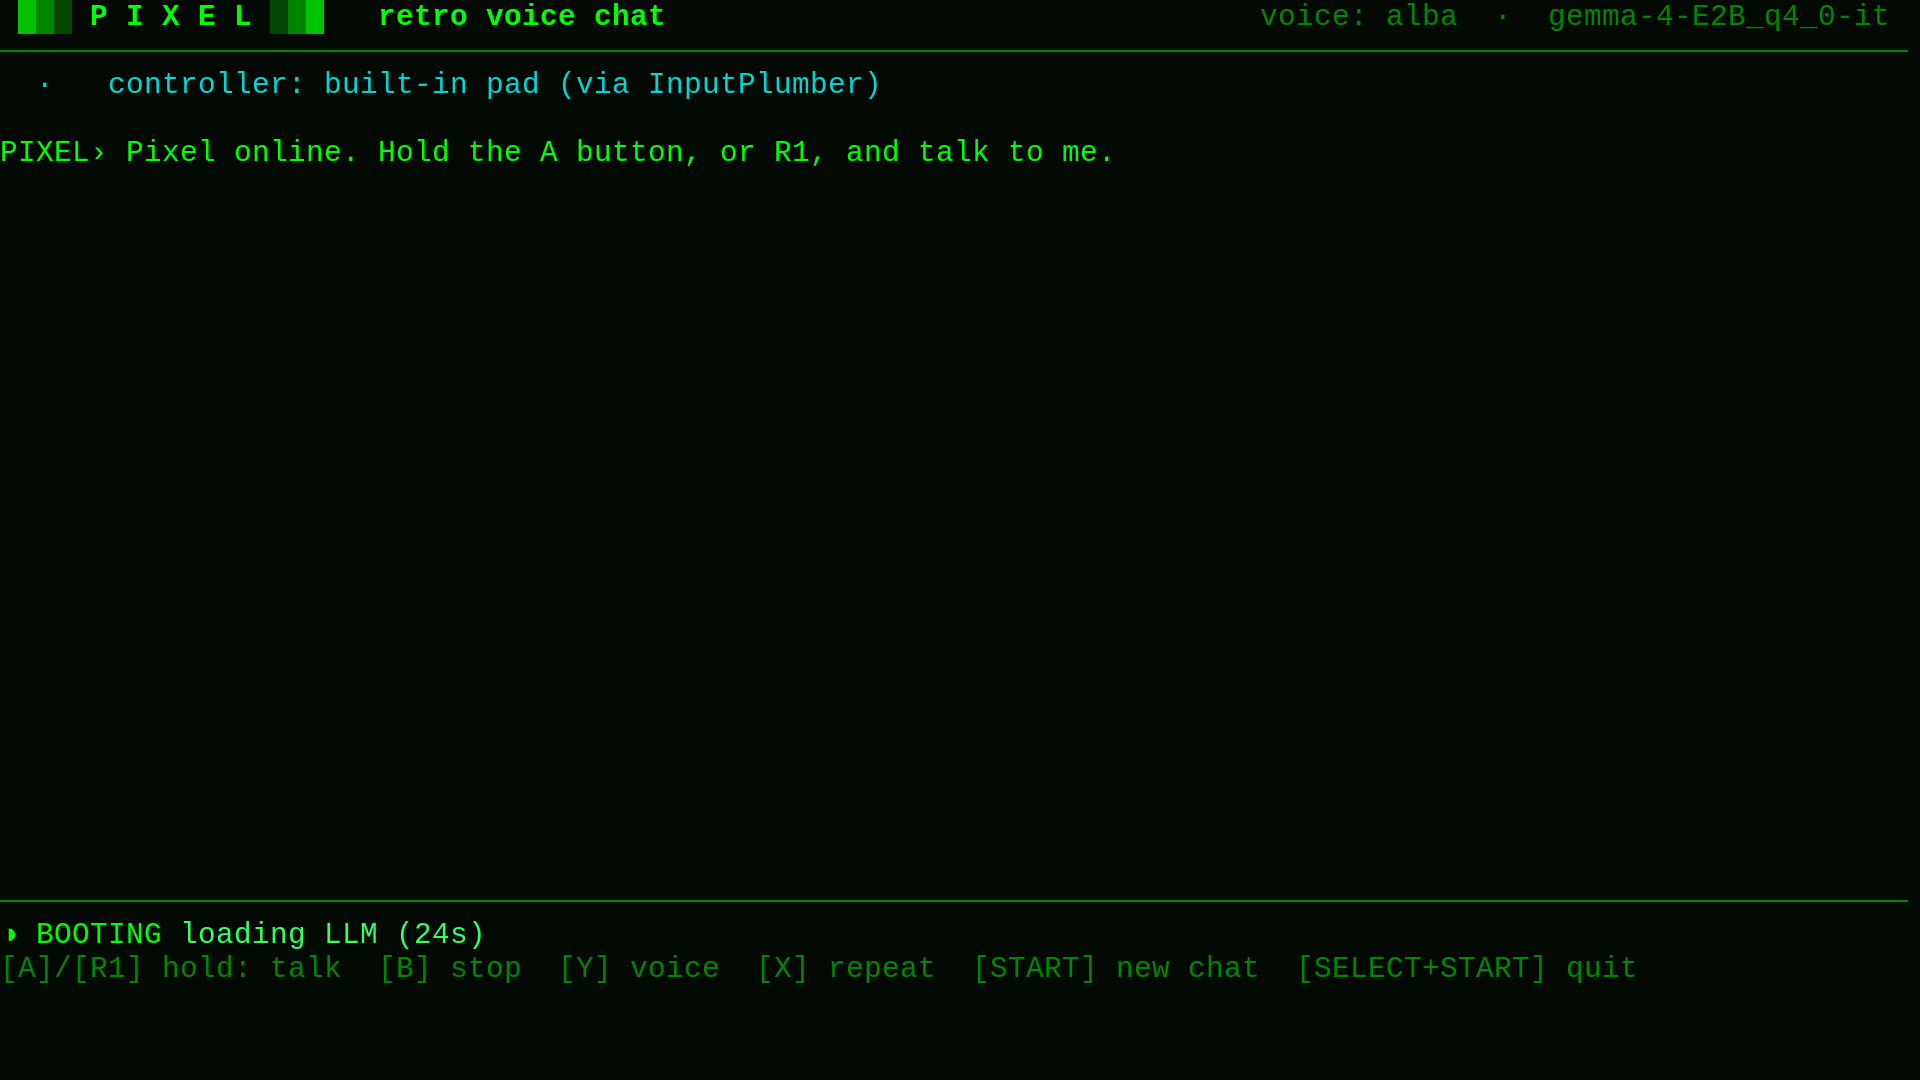 P I X E L retro voice chat voice: alba · gemma-4-E2B_q4_0-it
· controller: built-in pad (via InputPlumber)
PIXEL› Pixel online. Hold the A button, or R1, and talk to me.
◗ BOOTING loading LLM (24s)
[A]/[R1] hold: talk [B] stop [Y] voice [X] repeat [START] new chat [SELECT+START] quit